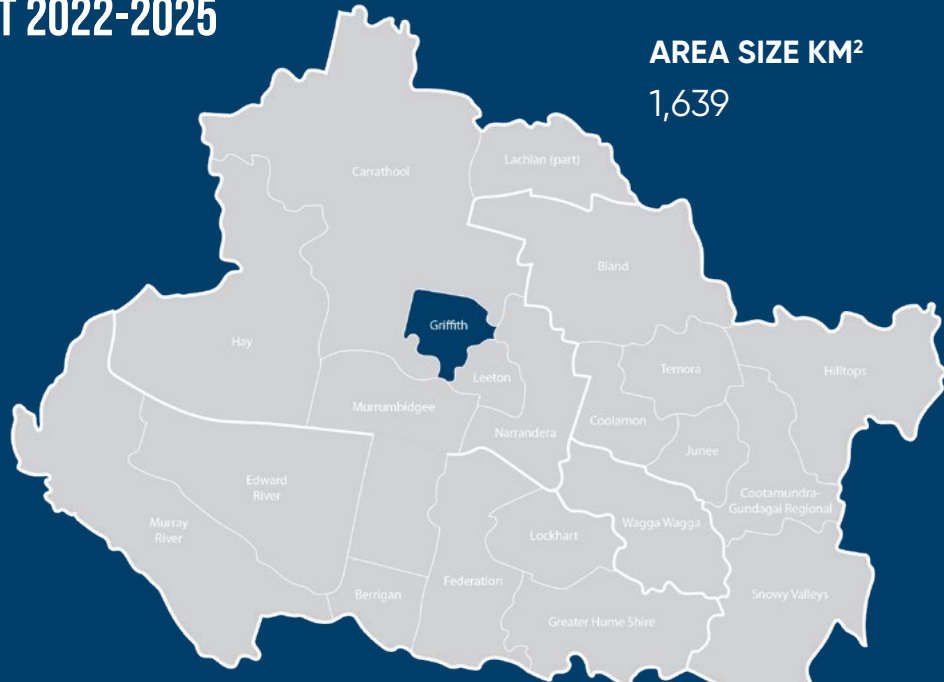 T 2022-2025
AREA SIZE KM²
1,639
Carrathool
Lachlan (part)
Bland
Griffith
Hay
Leeton
Temora
Hilltops
Murrumbidgee
Coolamon
Narrandera
Junee
Edward
River
Cootamundra-
Gundagai Regional
Murray
River
Wagga Wagga
Lockhart
Federation
Berrigan
Snowy Valleys
Greater Hume Shire